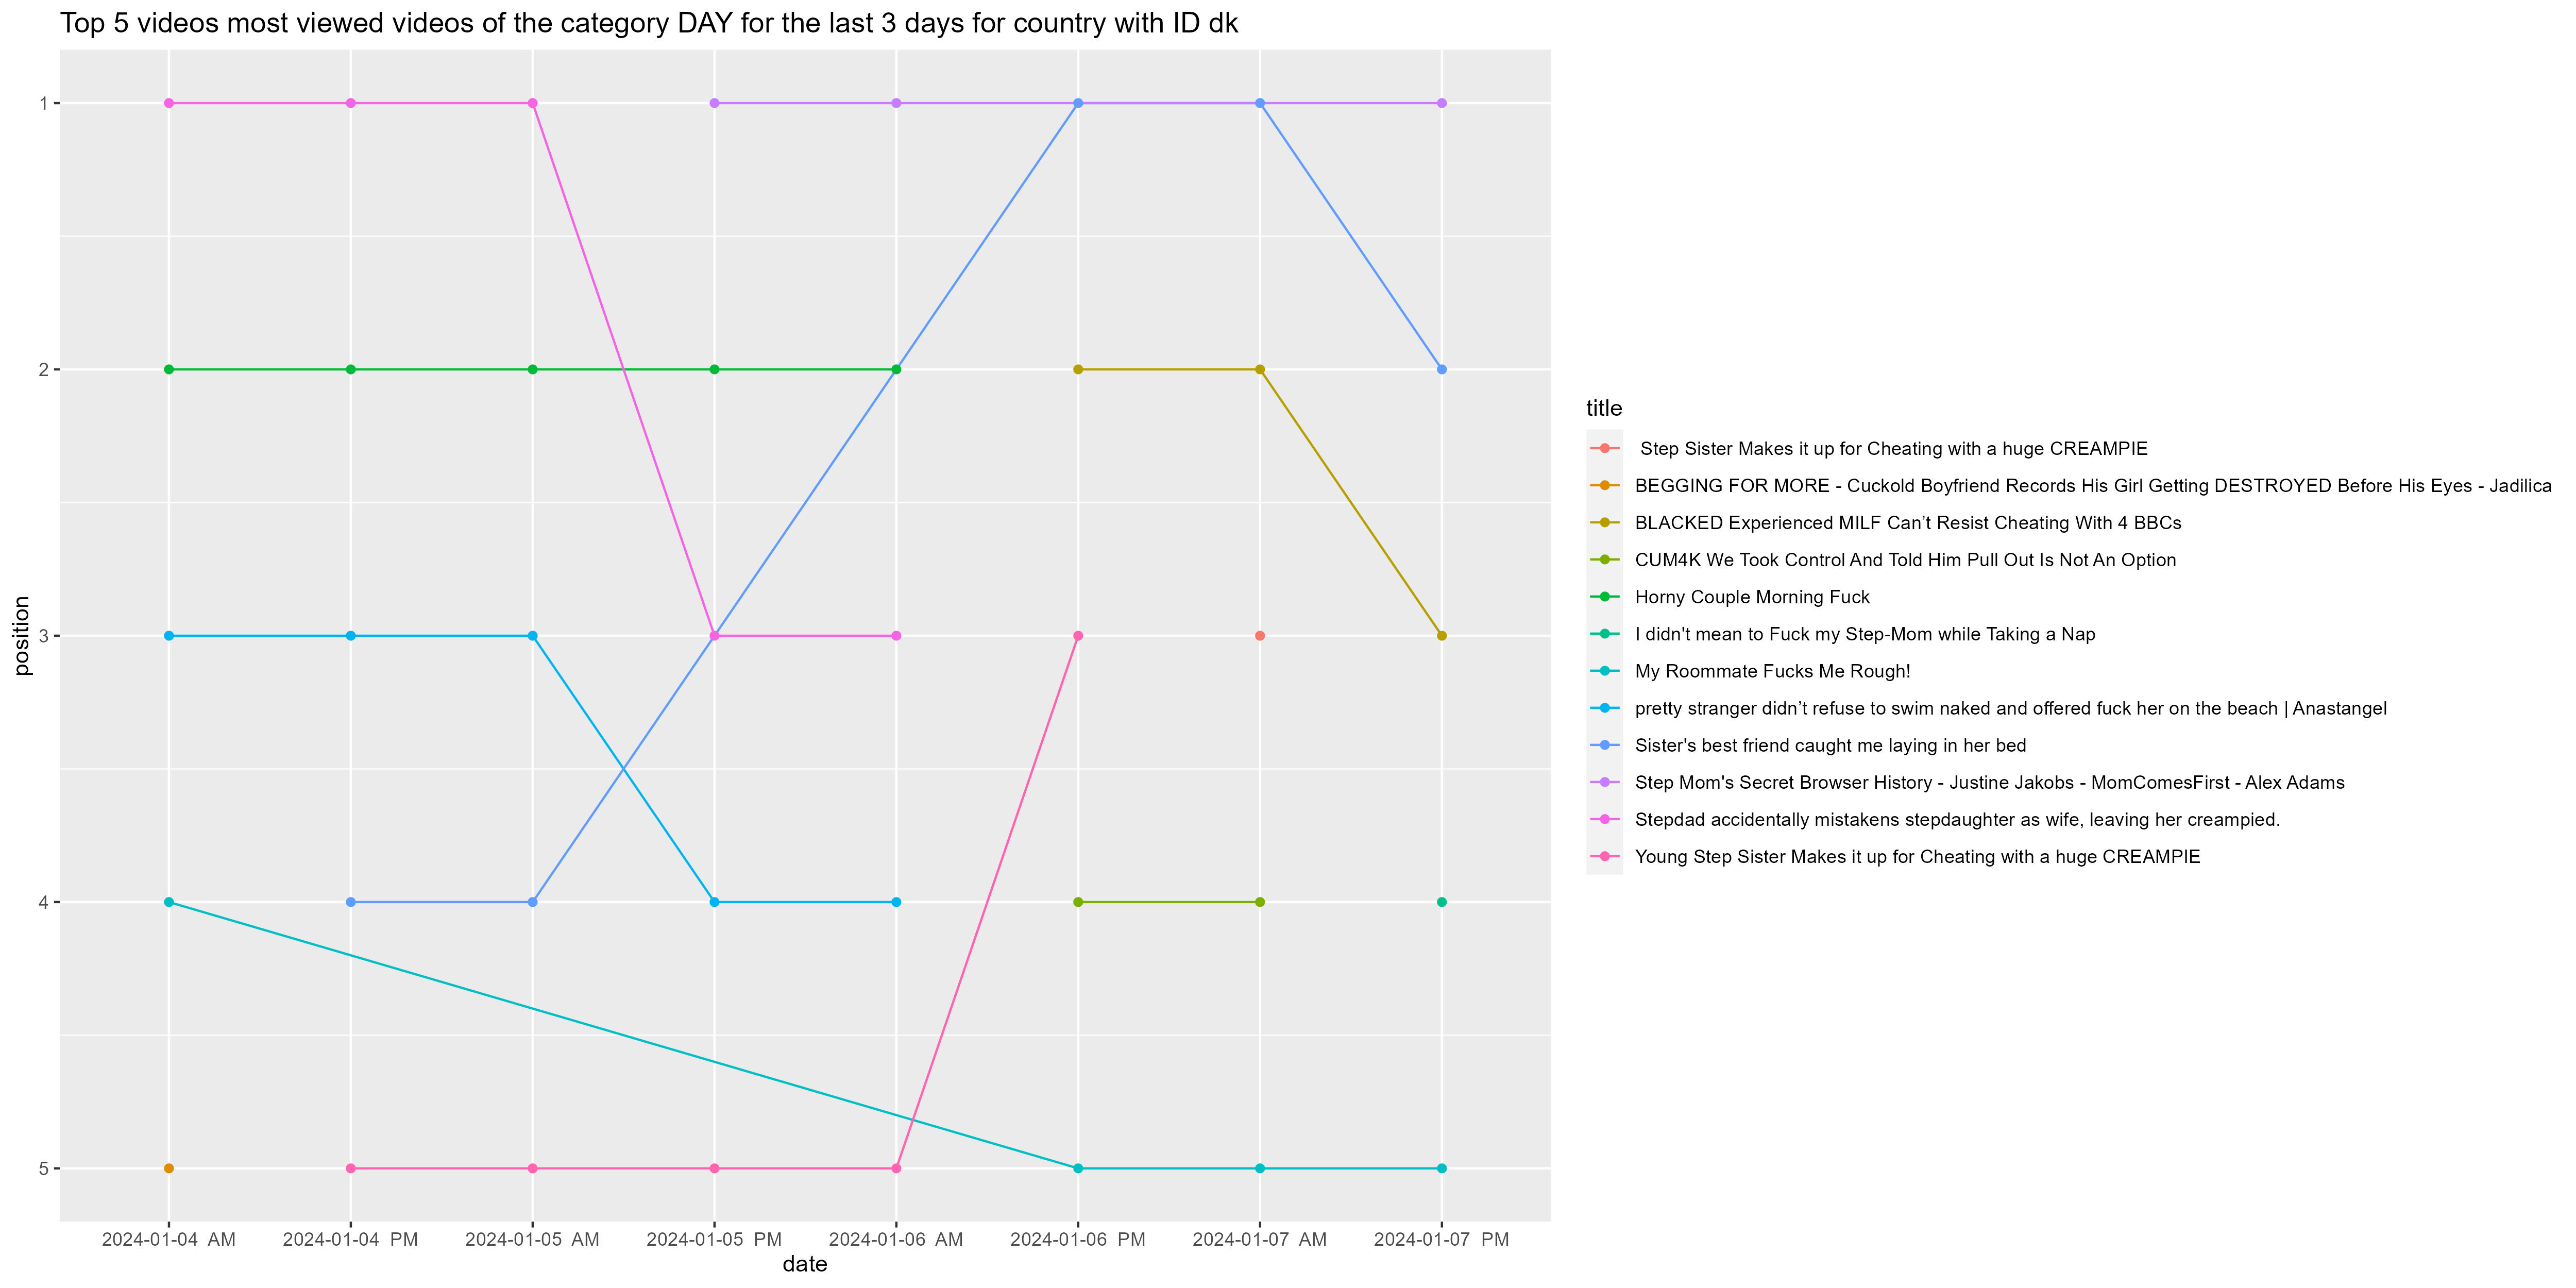 Top 5 videos most viewed videos of the category DAY for the last 3 days for country with ID dk
position
1
2
3
4
5
2024-01-04 AM
2024-01-04 PM
2024-01-05 AM
2024-01-05 PM
2024-01-06 AM
2024-01-06 PM
2024-01-07 AM
2024-01-07 PM
date
title
Step Sister Makes it up for Cheating with a huge CREAMPIE
BEGGING FOR MORE - Cuckold Boyfriend Records His Girl Getting DESTROYED Before His Eyes - Jadilica
BLACKED Experienced MILF Can’t Resist Cheating With 4 BBCs
CUM4K We Took Control And Told Him Pull Out Is Not An Option
Horny Couple Morning Fuck
I didn't mean to Fuck my Step-Mom while Taking a Nap
My Roommate Fucks Me Rough!
pretty stranger didn’t refuse to swim naked and offered fuck her on the beach | Anastangel
Sister's best friend caught me laying in her bed
Step Mom's Secret Browser History - Justine Jakobs - MomComesFirst - Alex Adams
Stepdad accidentally mistakens stepdaughter as wife, leaving her creampied.
Young Step Sister Makes it up for Cheating with a huge CREAMPIE